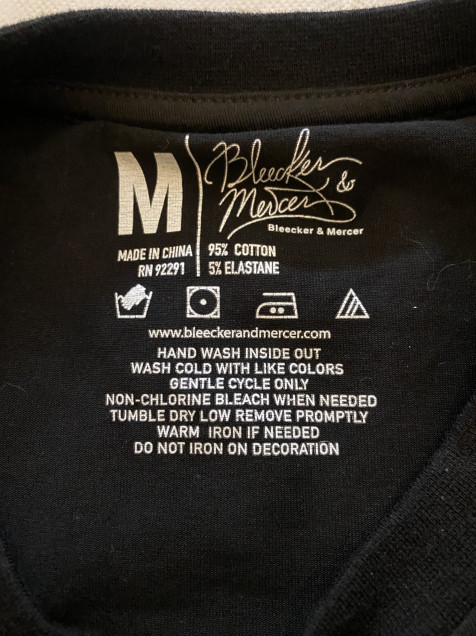 M
Bleecker &
Mercer
Bleecker & Mercer
MADE IN CHINA
RN 92291
95% COTTON
5% ELASTANE
www.bleeckerandmercer.com
HAND WASH INSIDE OUT
WASH COLD WITH LIKE COLORS
GENTLE CYCLE ONLY
NON-CHLORINE BLEACH WHEN NEEDED
TUMBLE DRY LOW REMOVE PROMPTLY
WARM IRON IF NEEDED
DO NOT IRON ON DECORATION